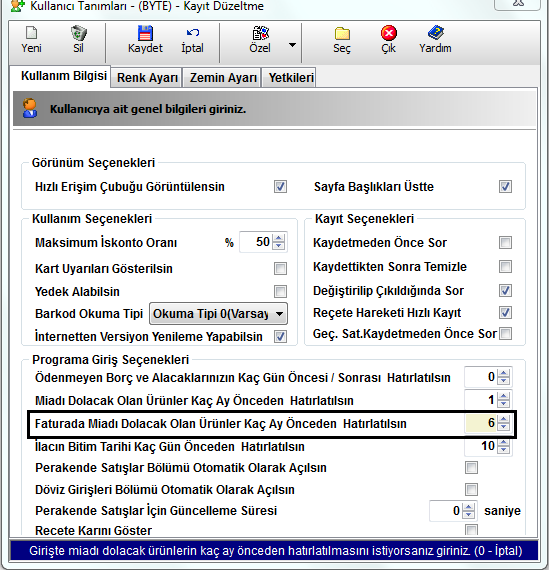 Kullanıcı Tanımları - (BYTE) - Kayıt Düzeltme
Yeni Sil Kaydet İptal Özel Seç Çık Yardım
Kullanım Bilgisi Renk Ayarı Zemin Ayarı Yetkileri
Kullanıcıya ait genel bilgileri giriniz.
Görünüm Seçenekleri
Hızlı Erişim Çubuğu Görüntülensin Sayfa Başlıkları Üstte
Kullanım Seçenekleri
Maksimum İskonto Oranı % 50
Kart Uyarıları Gösterilsin
Yedek Alabilsin
Barkod Okuma Tipi Okuma Tipi 0(Varsay
İnternetten Versiyon Yenileme Yapabilsin
Kayıt Seçenekleri
Kaydetmeden Önce Sor
Kaydettikten Sonra Temizle
Değiştirilip Çıkıldığında Sor
Reçete Hareketi Hızlı Kayıt
Geç. Sat.Kaydetmeden Önce Sor
Programa Giriş Seçenekleri
Ödenmeyen Borç ve Alacaklarınızın Kaç Gün Öncesi / Sonrası Hatırlatılsın 0
Miadı Dolacak Olan Ürünler Kaç Ay Önceden Hatırlatılsın 1
Faturada Miadı Dolacak Olan Ürünler Kaç Ay Önceden Hatırlatılsın 6
İlacın Bitim Tarihi Kaç Gün Önceden Hatırlatılsın 10
Perakende Satışlar Bölümü Otomatik Olarak Açılsın
Döviz Girişleri Bölümü Otomatik Olarak Açılsın
Perakende Satışlar İçin Güncelleme Süresi 0 saniye
Reçete Karını Göster
Girişte miadı dolacak ürünlerin kaç ay önceden hatırlatılmasını istiyorsanız giriniz. (0 - İptal)